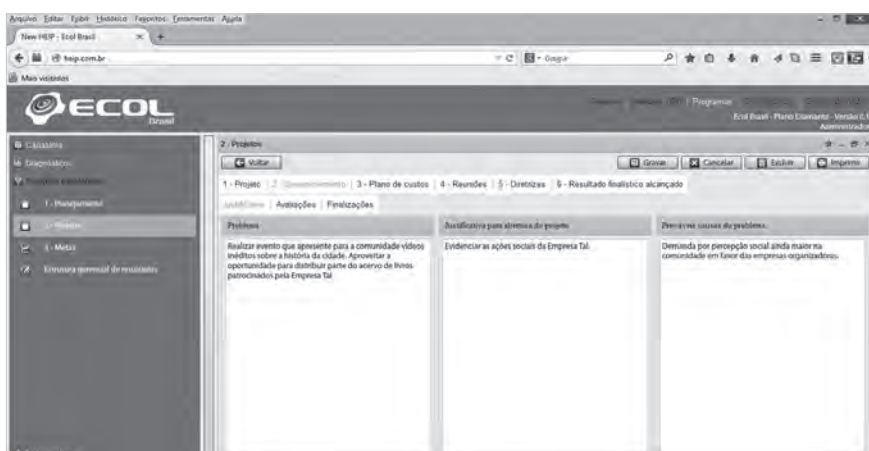 Arquivo Editar Exibir Histórico Favoritos Ferramentas Ajuda
New HEIP - Ecol Brasil
heip.com.br
Google
Mais visitados
ECOL
Brasil
Programas
Ecol Brasil - Plano Diamante - Versão
Administrador
Cadastros
Diagnósticos
1 - Planejamento
2 - Projetos
3 - Metas
Estrutura gerencial de resultados
2 - Projetos
Voltar Gravar Cancelar Excluir Imprimir
1 - Projeto 2 - Desenvolvimento 3 - Plano de custos 4 - Reuniões 5 - Diretrizes 6 - Resultado finalístico alcançado
Avaliações Finalizações
Problema
Realizar evento que apresente para a comunidade vídeos
inéditos sobre a história da cidade. Aproveitar a
oportunidade para distribuir parte do acervo de livros
patrocinados pela Empresa Tal
Justificativa para abertura do projeto
Evidenciar as ações sociais da Empresa Tal.
Prováveis causas do problema
Demanda por percepção social ainda maior na
comunidade em favor das empresas organizadoras.